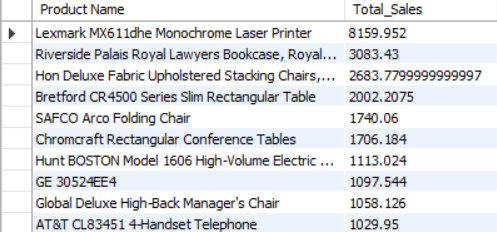 Product Name Total_Sales
Lexmark MX611dhe Monochrome Laser Printer 8159.952
Riverside Palais Royal Lawyers Bookcase, Royal... 3083.43
Hon Deluxe Fabric Upholstered Stacking Chairs,... 2683.7799999999997
Bretford CR4500 Series Slim Rectangular Table 2002.2075
SAFCO Arco Folding Chair 1740.06
Chromcraft Rectangular Conference Tables 1706.184
Hunt BOSTON Model 1606 High-Volume Electric ... 1113.024
GE 30524EE4 1097.544
Global Deluxe High-Back Manager's Chair 1058.126
AT&T CL83451 4-Handset Telephone 1029.95